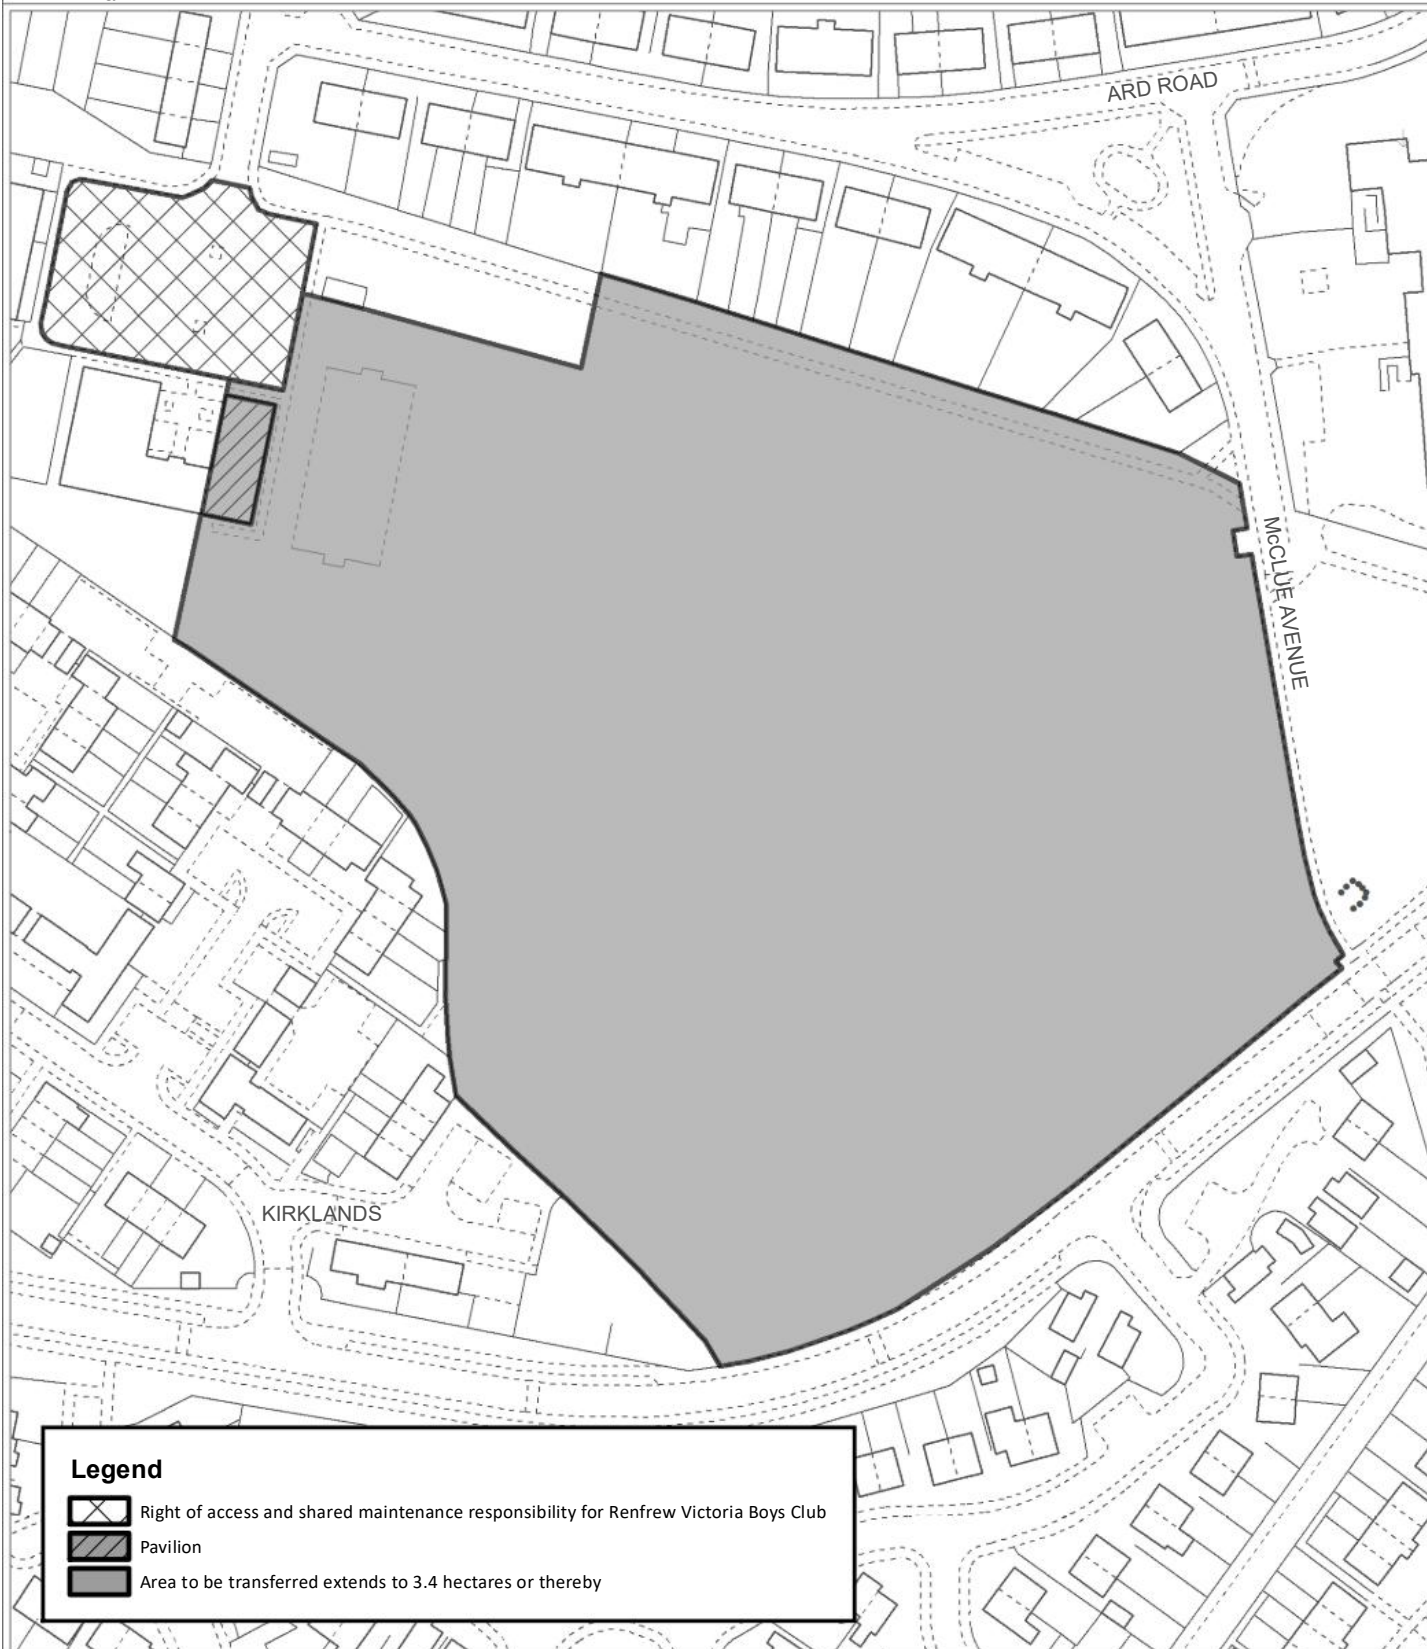 ARD ROAD
McCLUE AVENUE
KIRKLANDS
Legend
Right of access and shared maintenance responsibility for Renfrew Victoria Boys Club
Pavilion
Area to be transferred extends to 3.4 hectares or thereby